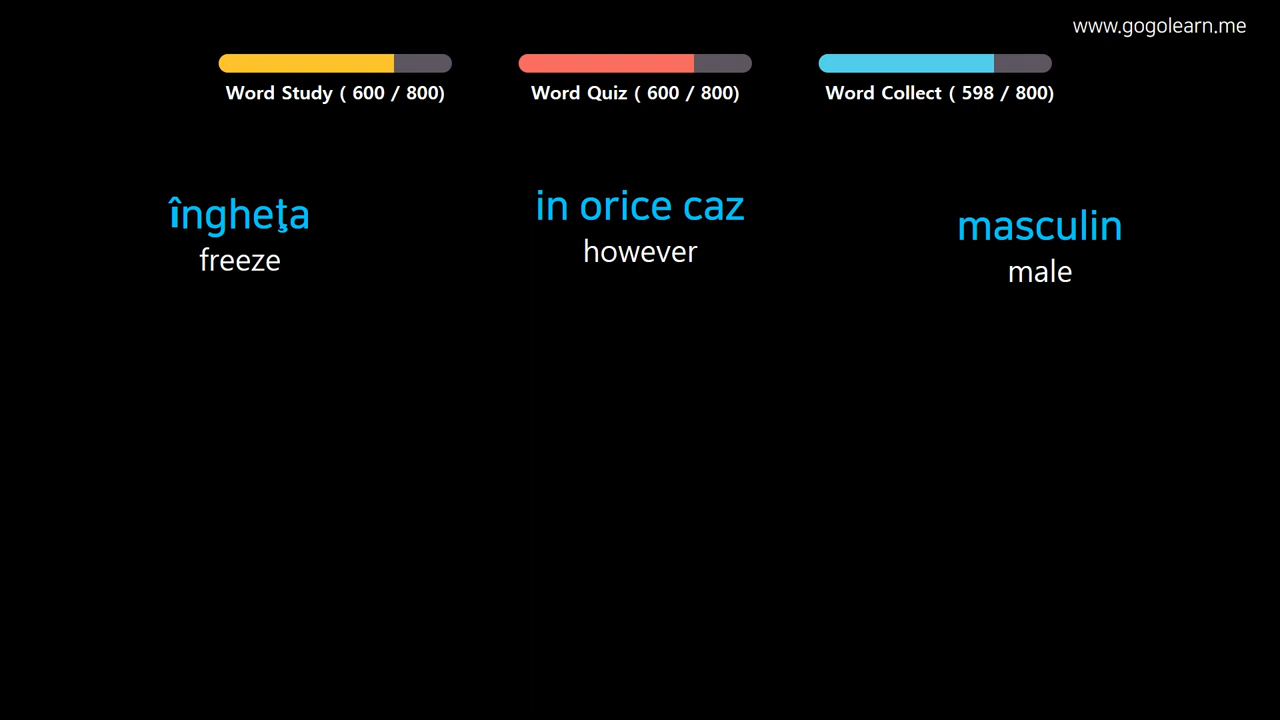 www.gogolearn.me
Word Study ( 600 / 800)
Word Quiz ( 600 / 800)
Word Collect ( 598 / 800)
îngheţa
freeze
in orice caz
however
masculin
male